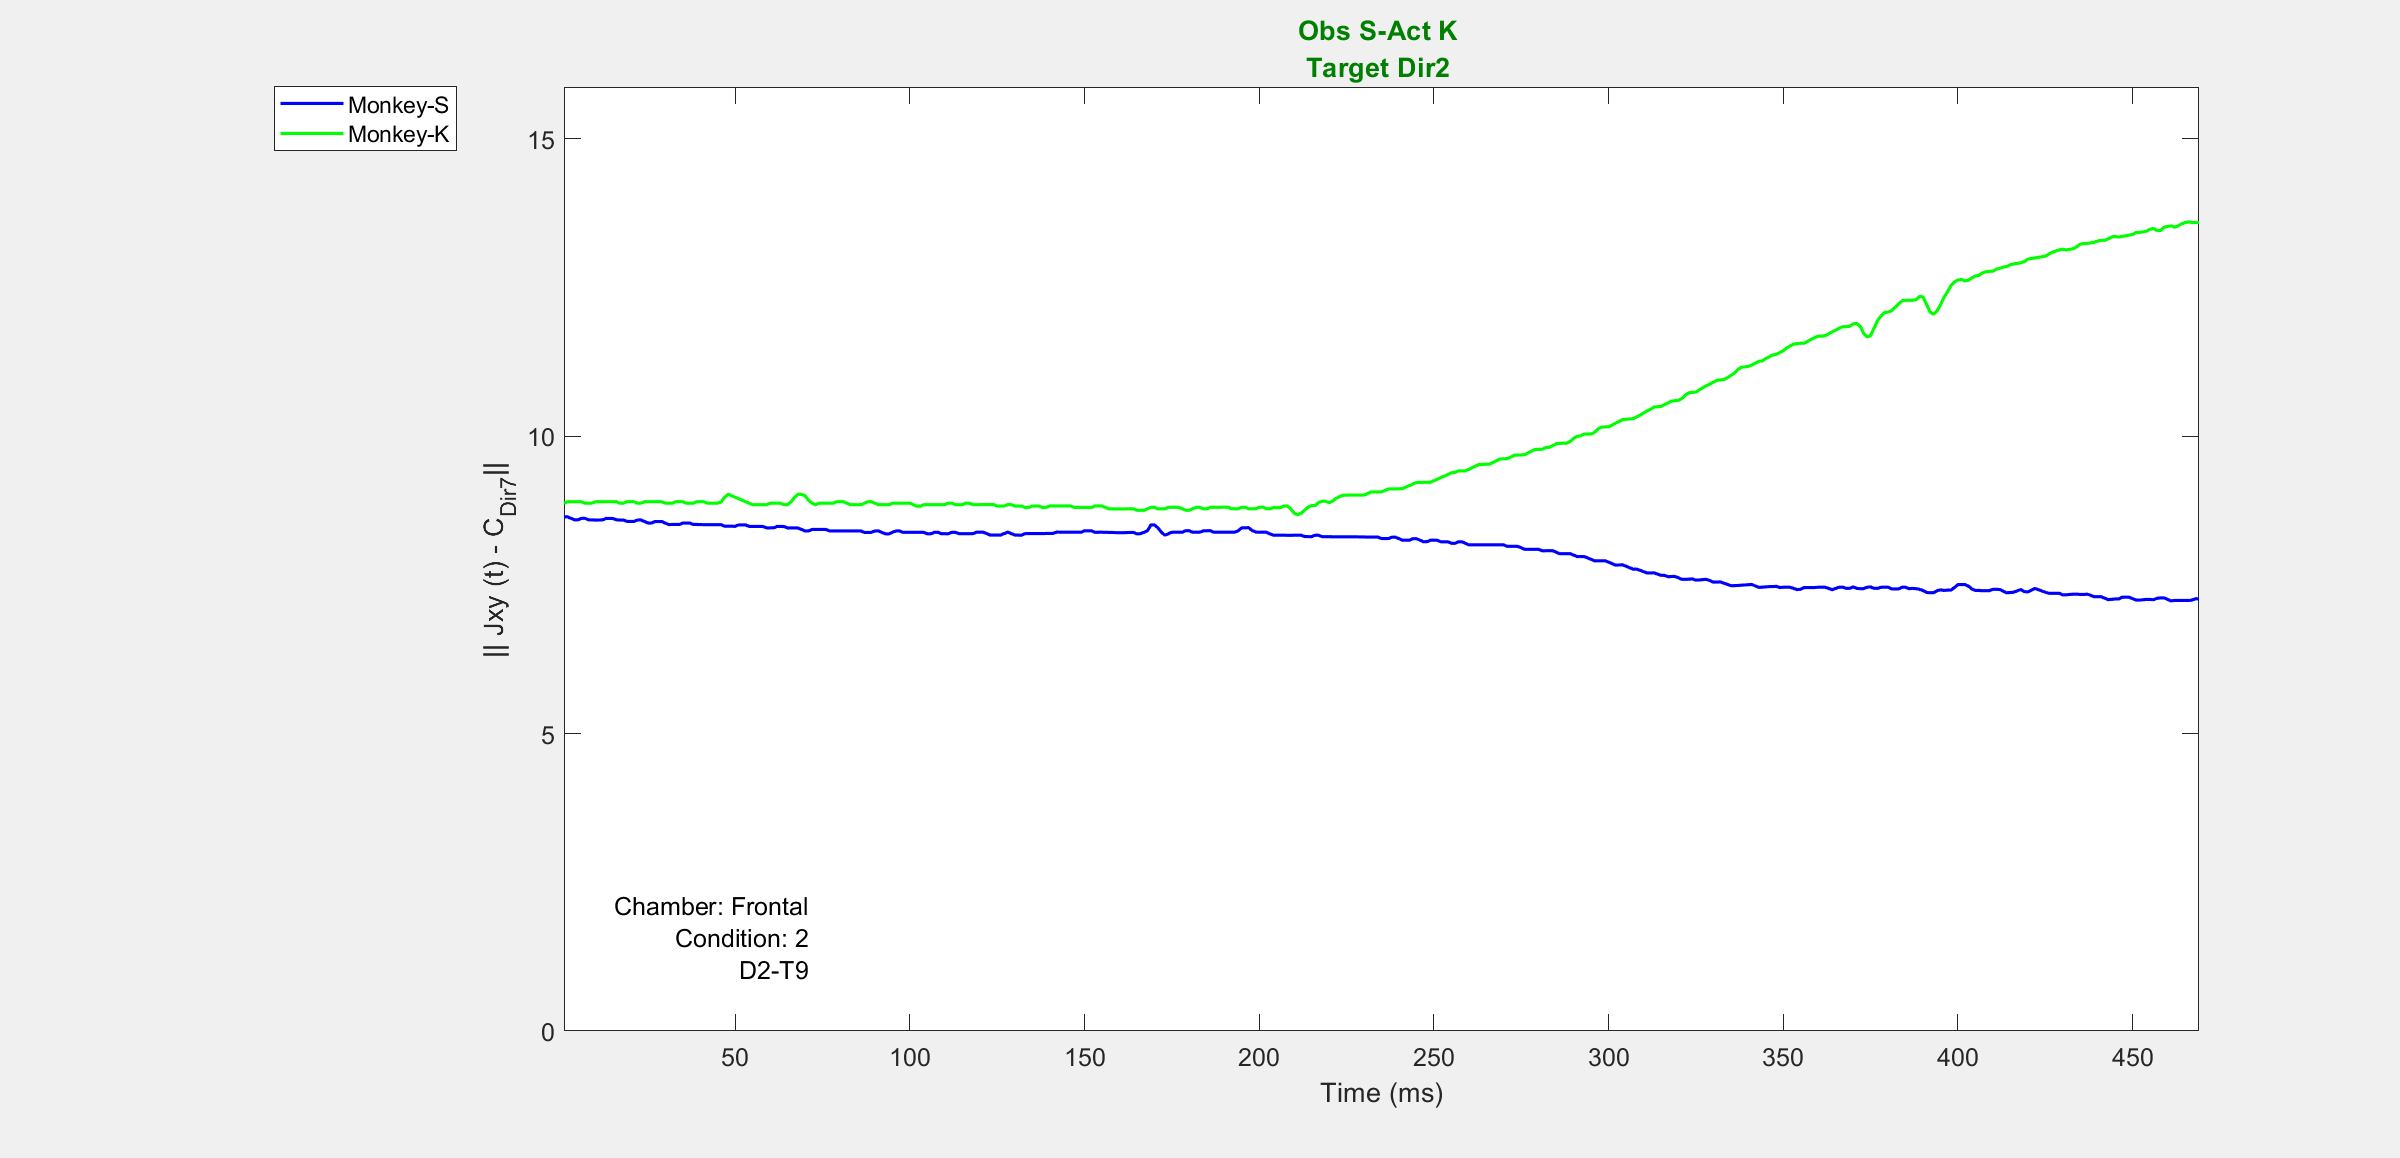 Obs S-Act K
Target Dir2
Monkey-S
Monkey-K
15
10
5
0
|| Jxy (t) - C_Dir7||
Chamber: Frontal
Condition: 2
D2-T9
50 100 150 200 250 300 350 400 450
Time (ms)